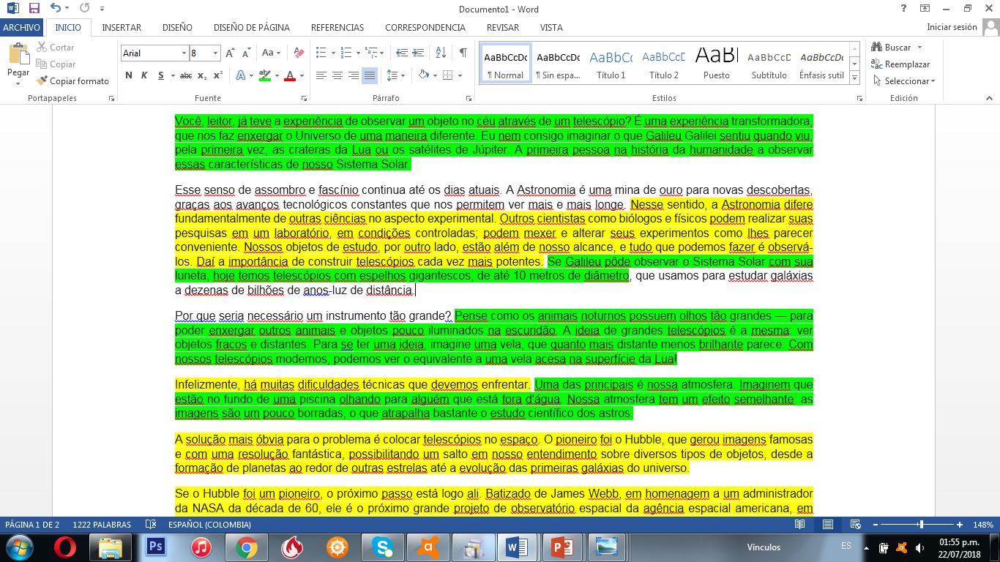 Documento1 - Word
ARCHIVO INICIO INSERTAR DISEÑO DISEÑO DE PÁGINA REFERENCIAS CORRESPONDENCIA REVISAR VISTA Iniciar sesión
Pegar
Cortar
Copiar
Copiar formato
Portapapeles
Arial 8
N K S abc x₂ x²
Fuente
Párrafo
AaBbCcDc AaBbCcDc AaBbCc AaBbCc AaBl AaBbCcD AaBbCcDc
¶ Normal ¶ Sin espa... Título 1 Título 2 Puesto Subtítulo Énfasis sutil
Estilos
Buscar
Reemplazar
Seleccionar
Edición
Você, leitor, já teve a experiência de observar um objeto no céu através de um telescópio? É uma experiência transformadora,
que nos faz enxergar o Universo de uma maneira diferente. Eu nem consigo imaginar o que Galileu Galilei sentiu quando viu,
pela primeira vez, as crateras da Lua ou os satélites de Júpiter. A primeira pessoa na história da humanidade a observar
essas características de nosso Sistema Solar.
Esse senso de assombro e fascínio continua até os dias atuais. A Astronomia é uma mina de ouro para novas descobertas,
graças aos avanços tecnológicos constantes que nos permitem ver mais e mais longe. Nesse sentido, a Astronomia difere
fundamentalmente de outras ciências no aspecto experimental. Outros cientistas como biólogos e físicos podem realizar suas
pesquisas em um laboratório, em condições controladas; podem mexer e alterar seus experimentos como lhes parecer
conveniente. Nossos objetos de estudo, por outro lado, estão além de nosso alcance, e tudo que podemos fazer é observá-
los. Daí a importância de construir telescópios cada vez mais potentes. Se Galileu pôde observar o Sistema Solar com sua
luneta, hoje temos telescópios com espelhos gigantescos, de até 10 metros de diâmetro, que usamos para estudar galáxias
a dezenas de bilhões de anos-luz de distância.
Por que seria necessário um instrumento tão grande? Pense como os animais noturnos possuem olhos tão grandes — para
poder enxergar outros animais e objetos pouco iluminados na escuridão. A ideia de grandes telescópios é a mesma: ver
objetos fracos e distantes. Para se ter uma ideia, imagine uma vela, que quanto mais distante menos brilhante parece. Com
nossos telescópios modernos, podemos ver o equivalente a uma vela acesa na superfície da Lua!
Infelizmente, há muitas dificuldades técnicas que devemos enfrentar. Uma das principais é nossa atmosfera. Imaginem que
estão no fundo de uma piscina olhando para alguém que está fora d'água. Nossa atmosfera tem um efeito semelhante: as
imagens são um pouco borradas, o que atrapalha bastante o estudo científico dos astros.
A solução mais óbvia para o problema é colocar telescópios no espaço. O pioneiro foi o Hubble, que gerou imagens famosas
e com uma resolução fantástica, possibilitando um salto em nosso entendimento sobre diversos tipos de objetos, desde a
formação de planetas ao redor de outras estrelas até a evolução das primeiras galáxias do universo.
Se o Hubble foi um pioneiro, o próximo passo está logo ali. Batizado de James Webb, em homenagem a um administrador
da NASA da década de 60, ele é o próximo grande projeto de observatório espacial da agência espacial americana, em
PÁGINA 1 DE 2 1222 PALABRAS ESPAÑOL (COLOMBIA) 148%
Vínculos ES 01:55 p.m.
22/07/2018